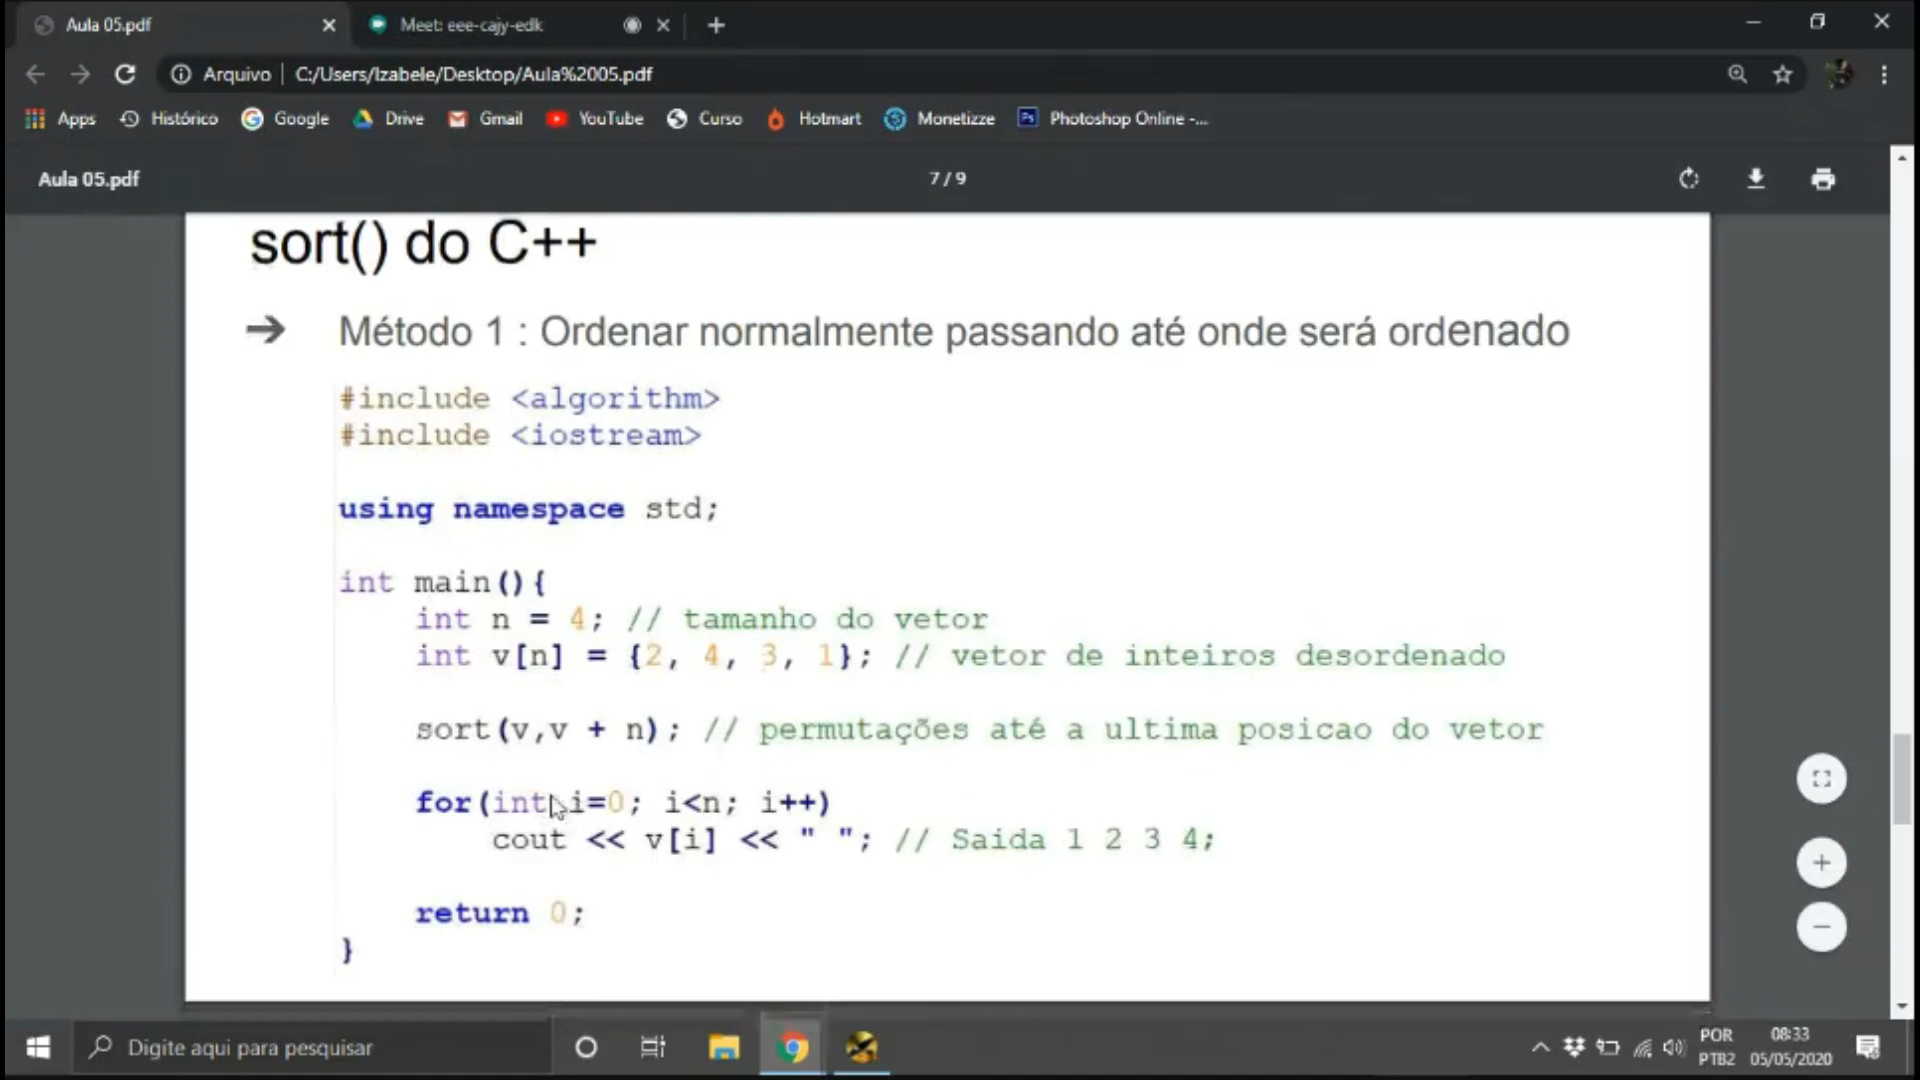 Aula 05.pdf
Meet: eee-cajy-edk
Arquivo
C:/Users/Izabele/Desktop/Aula%2005.pdf
Apps Histórico Google Drive Gmail YouTube Curso Hotmart Monetizze Photoshop Online -...
Aula 05.pdf
7 / 9
sort() do C++
➔ Método 1 : Ordenar normalmente passando até onde será ordenado
#include <algorithm>
#include <iostream>
using namespace std;
int main(){
int n = 4; // tamanho do vetor
int v[n] = {2, 4, 3, 1}; // vetor de inteiros desordenado
sort(v,v + n); // permutações até a ultima posicao do vetor
for(int i=0; i<n; i++)
cout << v[i] << " "; // Saida 1 2 3 4;
return 0;
}
Digite aqui para pesquisar
POR
PTB2
08:33
05/05/2020